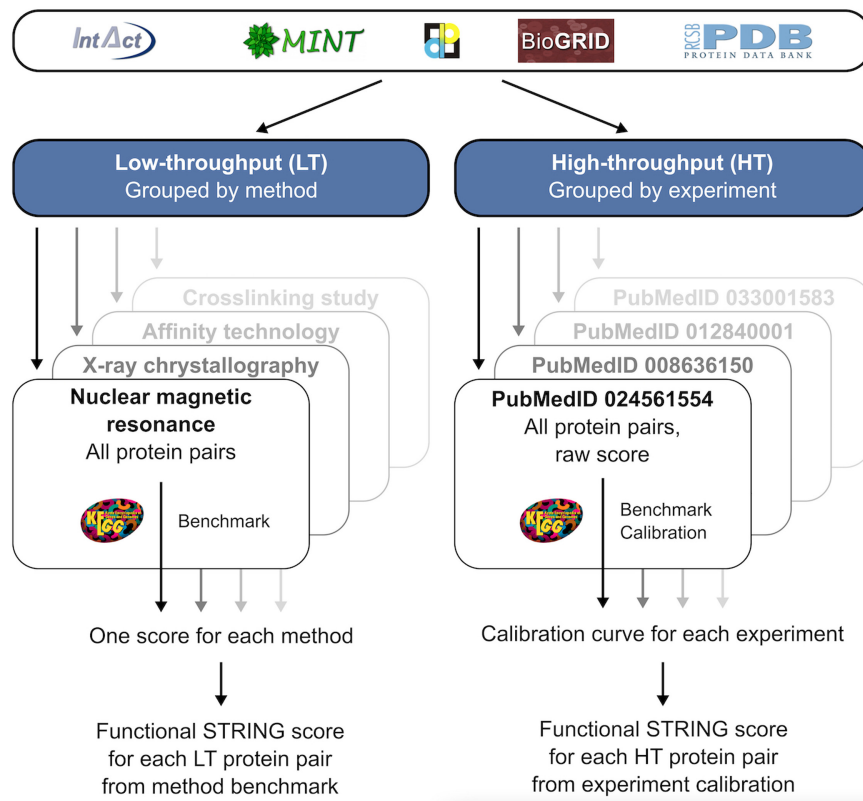 IntAct
MINT
dip
BioGRID
RCSB
PDB
PROTEIN DATA BANK
Low-throughput (LT)
Grouped by method
High-throughput (HT)
Grouped by experiment
Crosslinking study
Affinity technology
X-ray chrystallography
Nuclear magnetic
resonance
All protein pairs
KEGG
Benchmark
PubMedID 033001583
PubMedID 012840001
PubMedID 008636150
PubMedID 024561554
All protein pairs,
raw score
KEGG
Benchmark
Calibration
One score for each method
Calibration curve for each experiment
Functional STRING score
for each LT protein pair
from method benchmark
Functional STRING score
for each HT protein pair
from experiment calibration